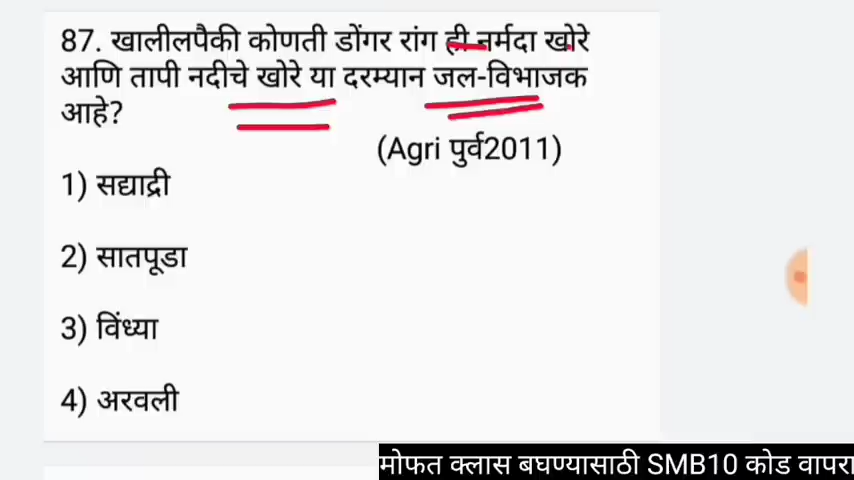 87. खालीलपैकी कोणती डोंगर रांग ही नर्मदा खोरे
आणि तापी नदीचे खोरे या दरम्यान जल-विभाजक
आहे?
(Agri पुर्व2011)
1) सद्याद्री
2) सातपूडा
3) विंध्या
4) अरवली
मोफत क्लास बघण्यासाठी SMB10 कोड वापरा